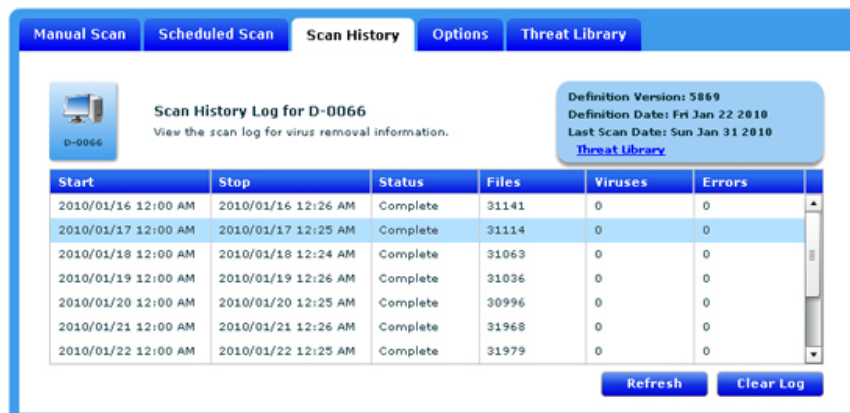 Manual Scan Scheduled Scan Scan History Options Threat Library
D-0066
Scan History Log for D-0066
View the scan log for virus removal information.
Definition Version: 5869
Definition Date: Fri Jan 22 2010
Last Scan Date: Sun Jan 31 2010
Threat Library
Start Stop Status Files Viruses Errors
2010/01/16 12:00 AM 2010/01/16 12:26 AM Complete 31141 0 0
2010/01/17 12:00 AM 2010/01/17 12:25 AM Complete 31114 0 0
2010/01/18 12:00 AM 2010/01/18 12:24 AM Complete 31063 0 0
2010/01/19 12:00 AM 2010/01/19 12:26 AM Complete 31036 0 0
2010/01/20 12:00 AM 2010/01/20 12:25 AM Complete 30996 0 0
2010/01/21 12:00 AM 2010/01/21 12:26 AM Complete 31968 0 0
2010/01/22 12:00 AM 2010/01/22 12:25 AM Complete 31979 0 0
Refresh Clear Log